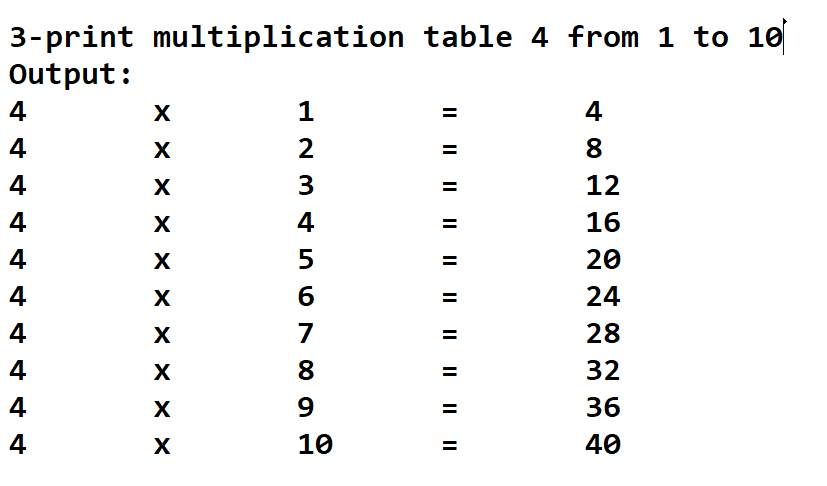 3-print multiplication table 4 from 1 to 10
Output:
4 x 1 = 4
4 x 2 = 8
4 x 3 = 12
4 x 4 = 16
4 x 5 = 20
4 x 6 = 24
4 x 7 = 28
4 x 8 = 32
4 x 9 = 36
4 x 10 = 40